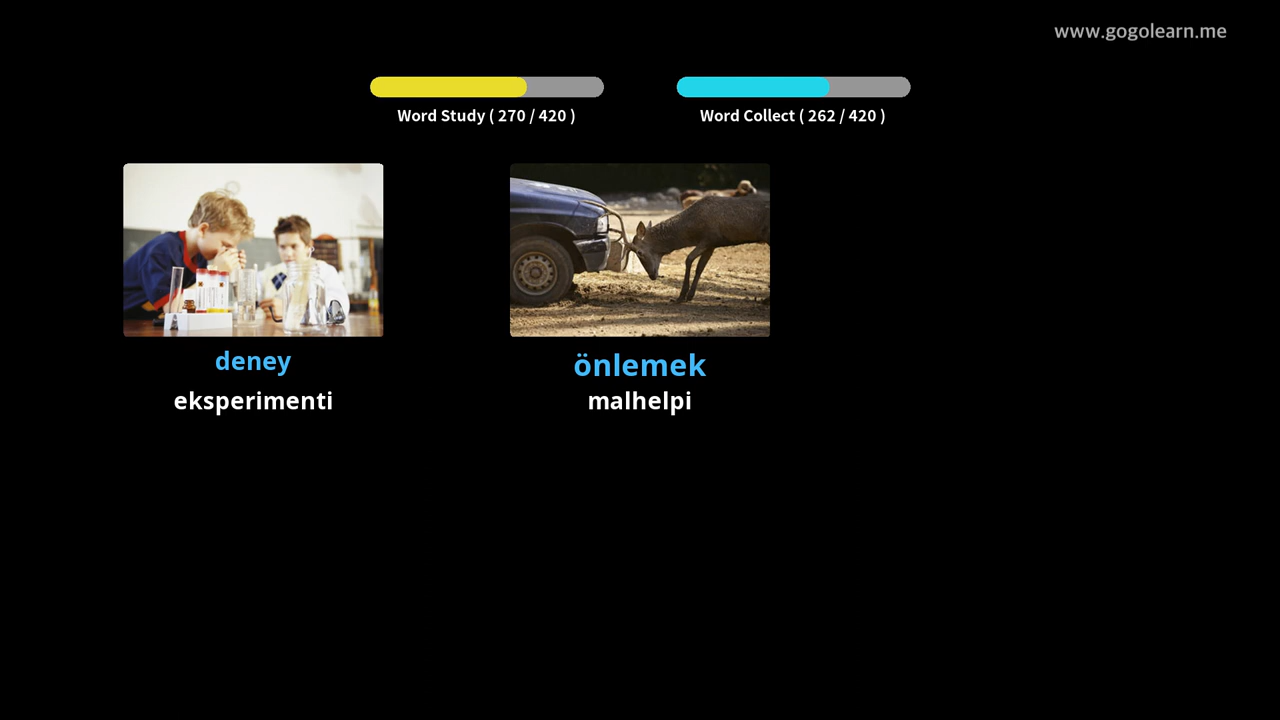 www.gogolearn.me
Word Study ( 270 / 420 )
Word Collect ( 262 / 420 )
deney
eksperimenti
önlemek
malhelpi